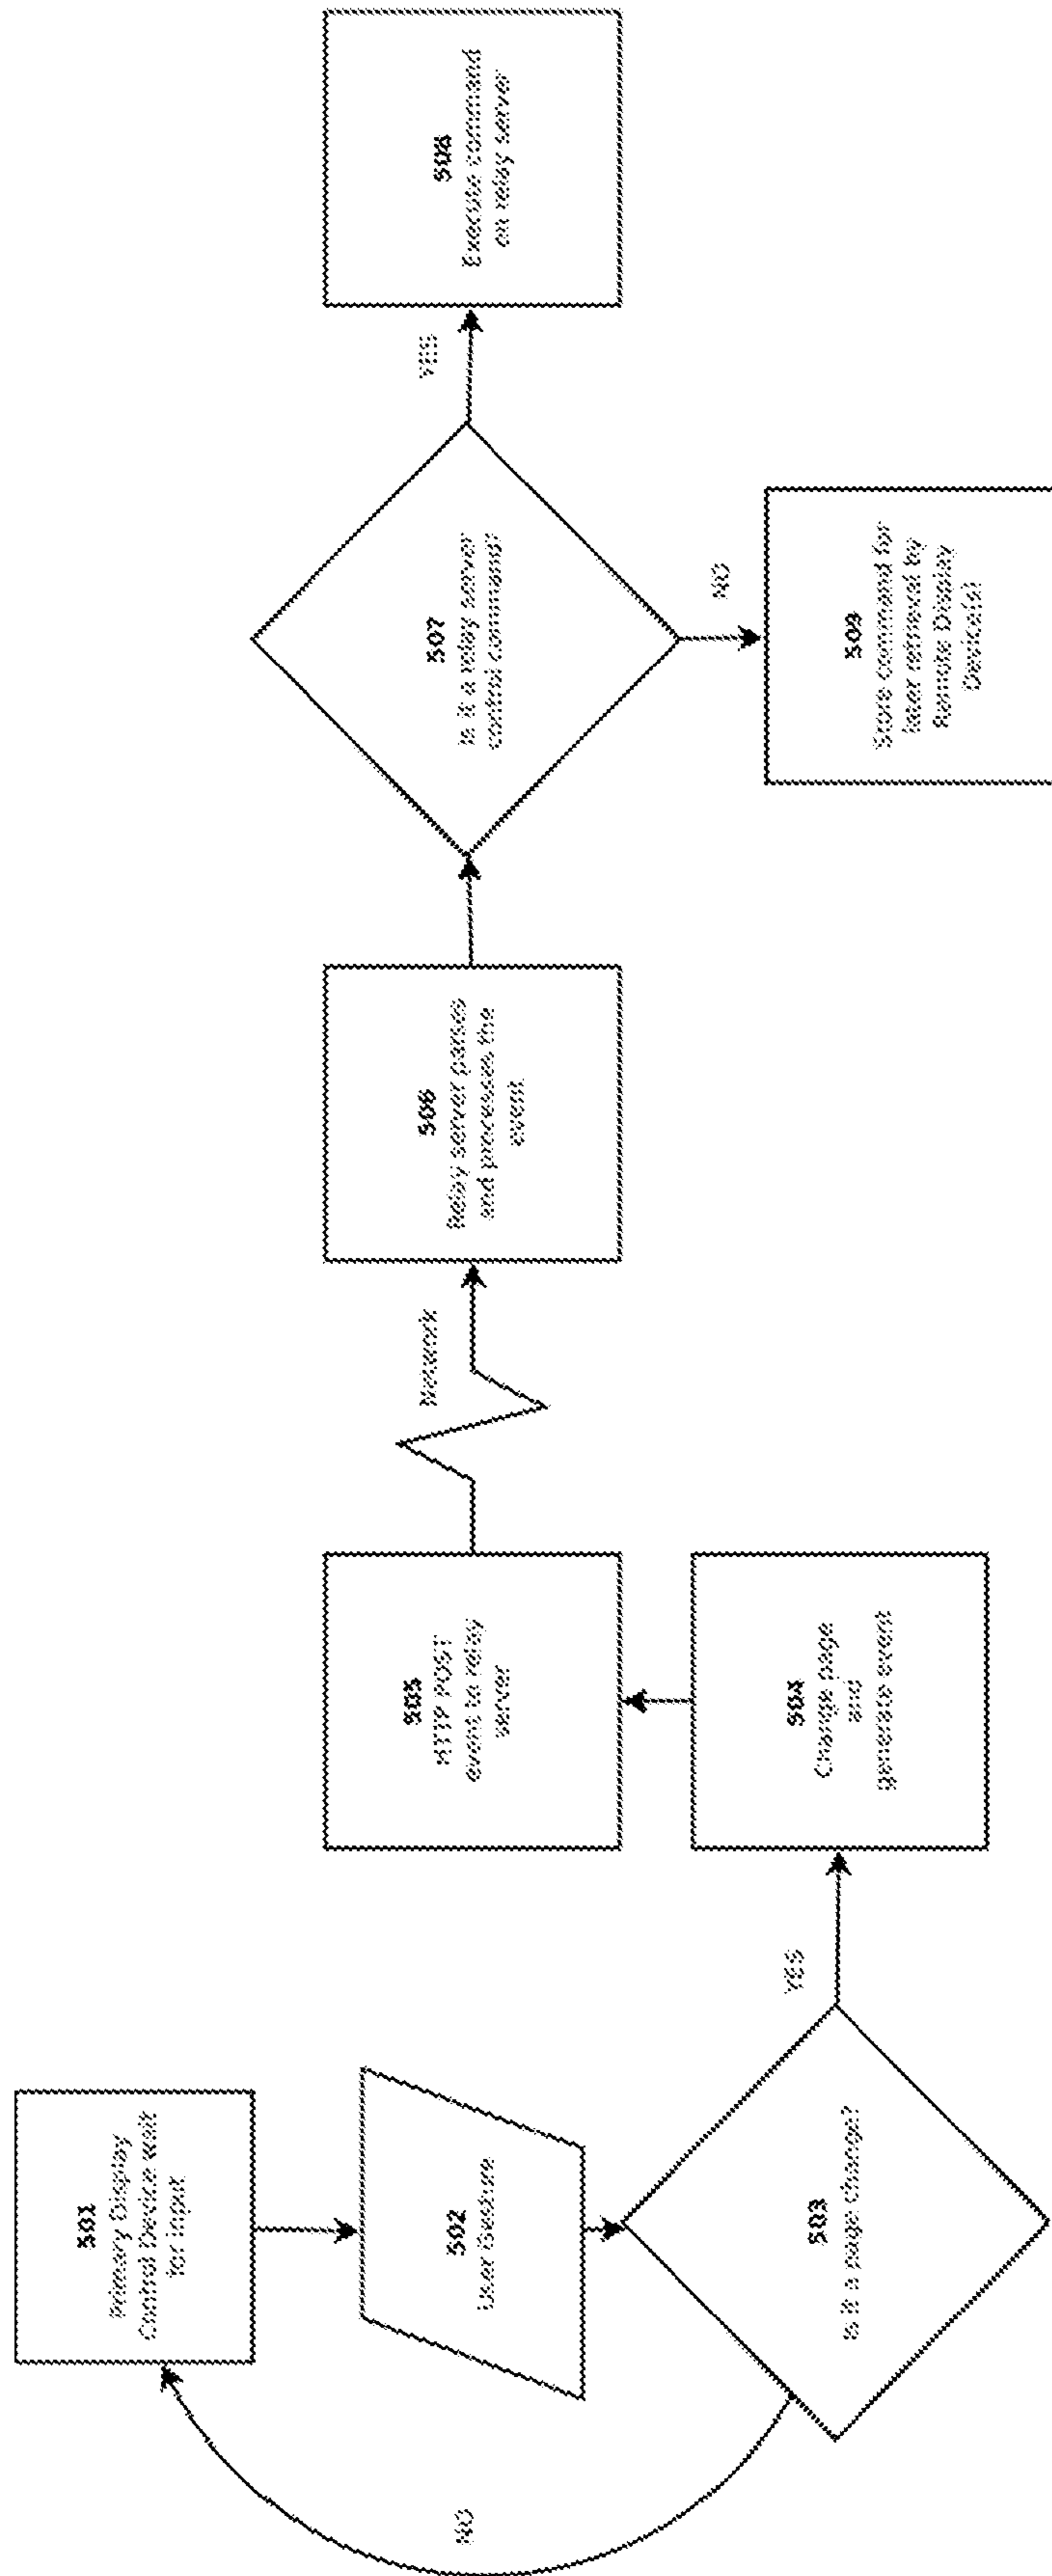 501
Primary Display
Control Device wait
for input
502
User Gesture
503
Is it a page change?
NO
YES
504
Change page
and
generate event
505
HTTP POST
event to relay
server
Network
506
Relay server parses
and processes the
event
507
Is it a relay server
control command?
YES
508
Execute command
on relay server
NO
509
Store command for
later retrieval by
Remote Display
Device(s)